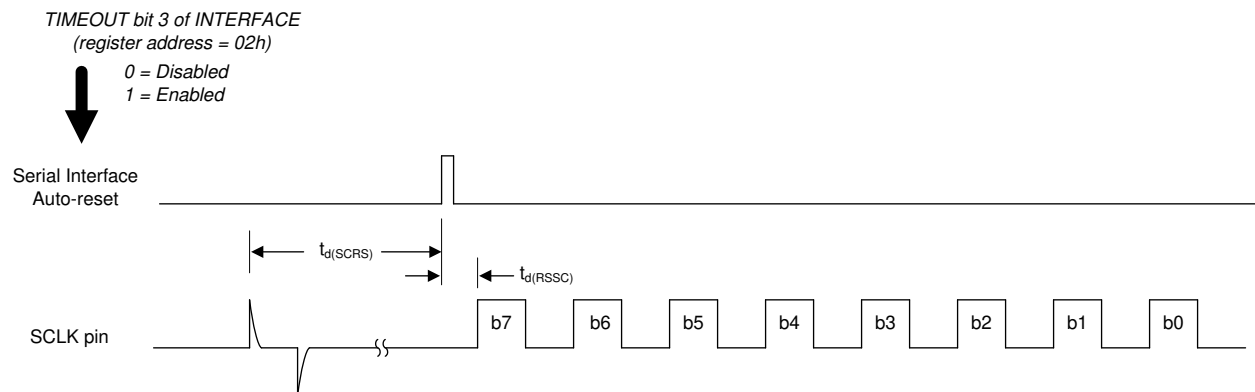 TIMEOUT bit 3 of INTERFACE
(register address = 02h)
0 = Disabled
1 = Enabled
Serial Interface
Auto-reset
td(SCRS)
td(RSSC)
SCLK pin
b7 b6 b5 b4 b3 b2 b1 b0